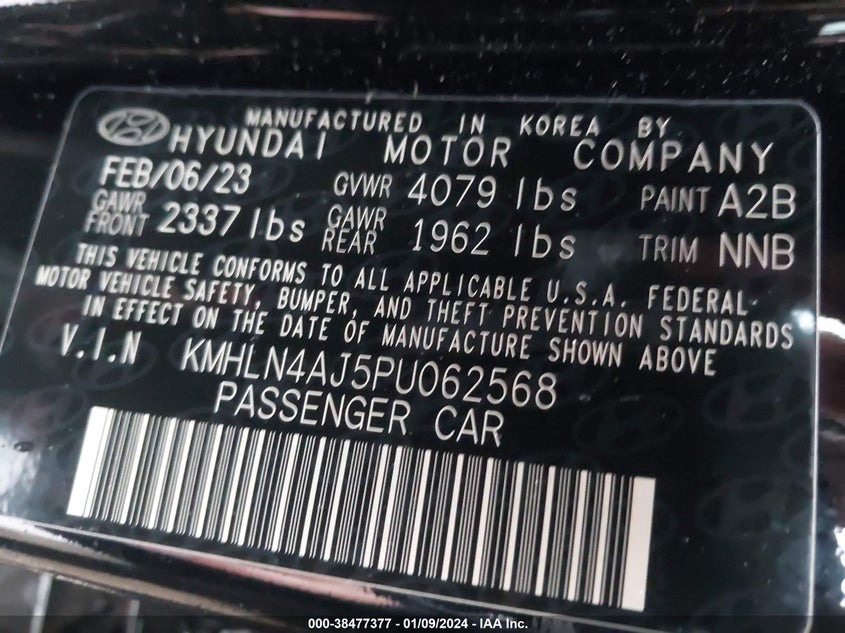 MANUFACTURED IN KOREA BY
HYUNDAI MOTOR COMPANY
FEB/06/23 GVWR 4079 lbs PAINT A2B
GAWR FRONT 2337 lbs GAWR REAR 1962 lbs TRIM NNB
THIS VEHICLE CONFORMS TO ALL APPLICABLE U.S.A. FEDERAL
MOTOR VEHICLE SAFETY, BUMPER, AND THEFT PREVENTION STANDARDS
IN EFFECT ON THE DATE OF MANUFACTURE SHOWN ABOVE
V.I.N KMHLN4AJ5PU062568
PASSENGER CAR
000-38477377 - 01/09/2024 - IAA Inc.